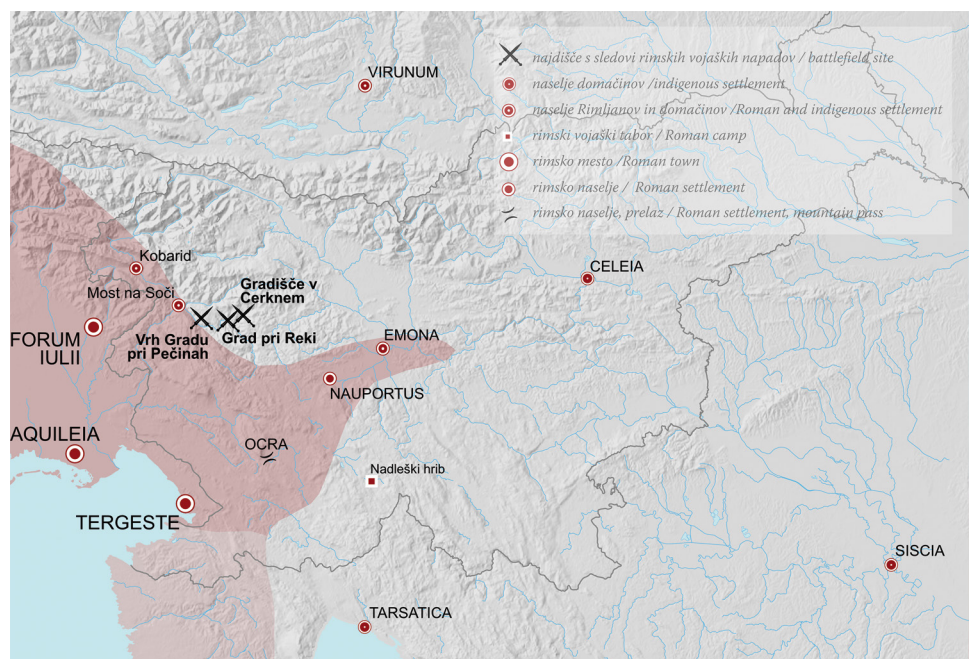 najdišče s sledovi rimskih vojaških napadov / battlefield site
naselje domačinov /indigenous settlement
naselje Rimljanov in domačinov /Roman and indigenous settlement
rimski vojaški tabor / Roman camp
rimsko mesto /Roman town
rimsko naselje / Roman settlement
rimsko naselje, prelaz / Roman settlement, mountain pass
VIRUNUM
Kobarid
CELEIA
Most na Soči
Gradišče v
Cerknem
FORUM
IULII
Vrh Gradu
pri Pečinah
Grad pri Reki
EMONA
NAUPORTUS
AQUILEIA
OCRA
Nadleški hrib
TERGESTE
SISCIA
TARSATICA